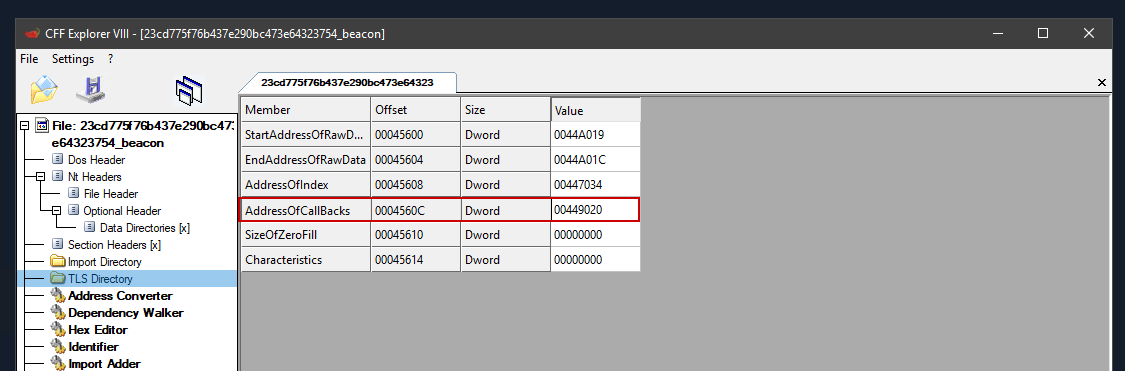 CFF Explorer VIII - [23cd775f76b437e290bc473e64323754_beacon]
File Settings ?
23cd775f76b437e290bc473e64323
File: 23cd775f76b437e290bc473
e64323754_beacon
Dos Header
Nt Headers
File Header
Optional Header
Data Directories [x]
Section Headers [x]
Import Directory
TLS Directory
Address Converter
Dependency Walker
Hex Editor
Identifier
Import Adder
Member Offset Size Value
StartAddressOfRawD... 00045600 Dword 0044A019
EndAddressOfRawData 00045604 Dword 0044A01C
AddressOfIndex 00045608 Dword 00447034
AddressOfCallBacks 0004560C Dword 00449020
SizeOfZeroFill 00045610 Dword 00000000
Characteristics 00045614 Dword 00000000